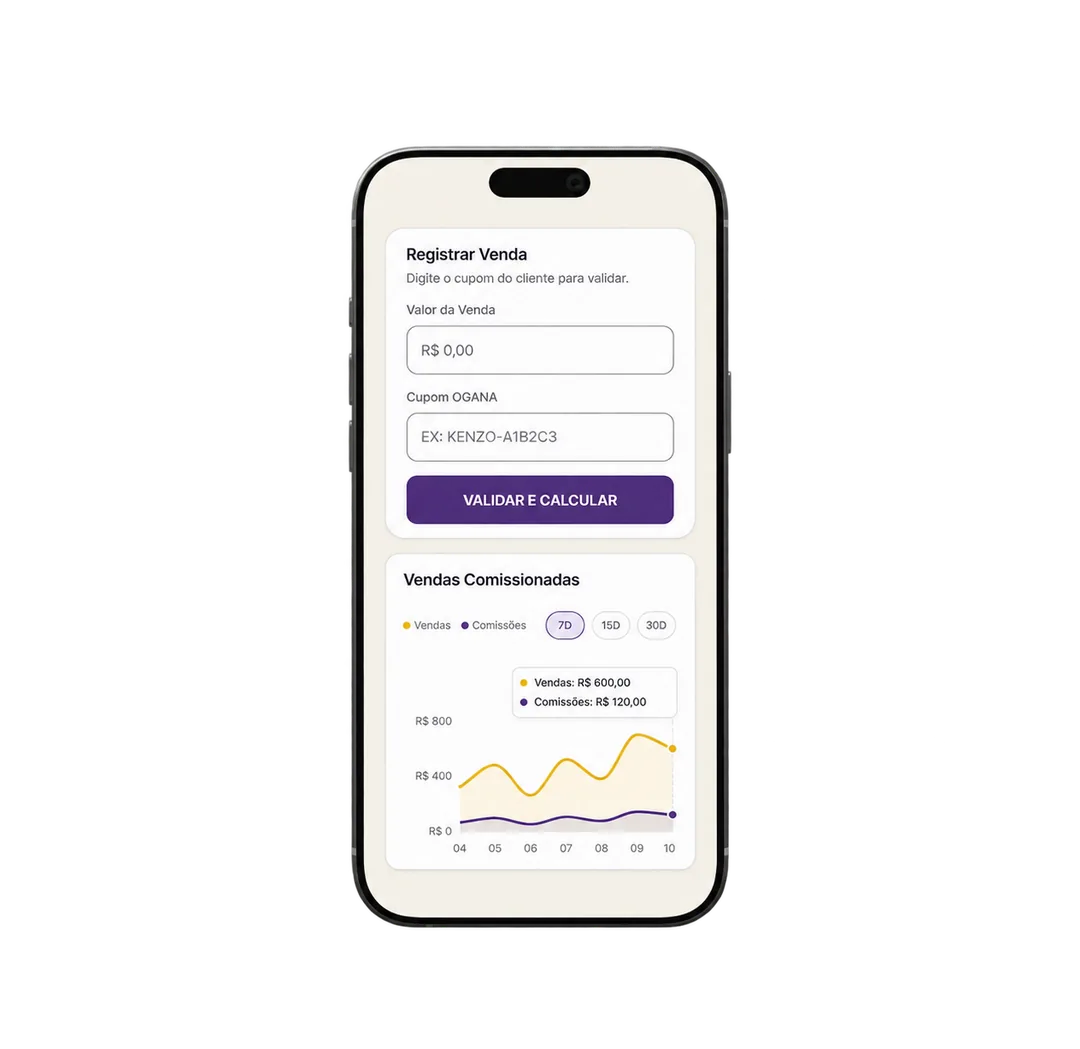 Registrar Venda
Digite o cupom do cliente para validar.
Valor da Venda
R$ 0,00
Cupom OGANA
EX: KENZO-A1B2C3
VALIDAR E CALCULAR
Vendas Comissionadas
Vendas Comissões 7D 15D 30D
Vendas: R$ 600,00
Comissões: R$ 120,00
R$ 800
R$ 400
R$ 0
04 05 06 07 08 09 10